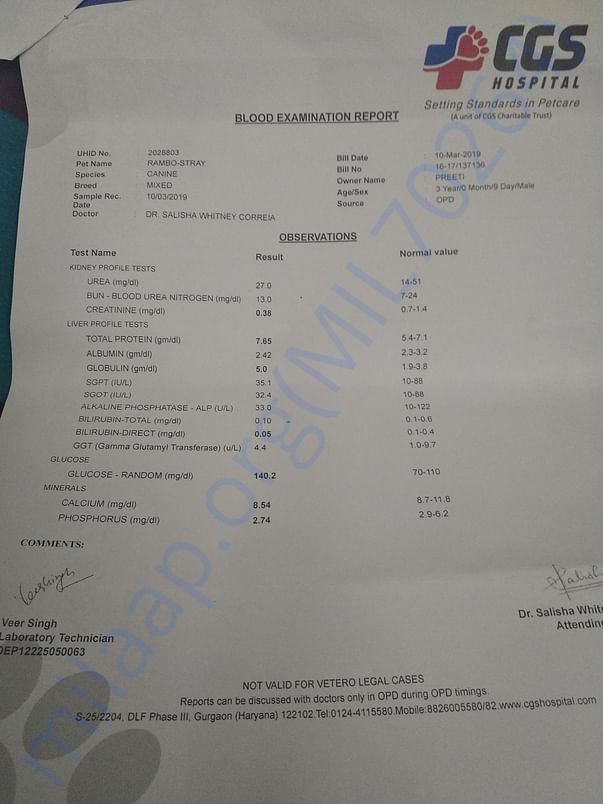 CGS
HOSPITAL
Setting Standards in Petcare
(A unit of CGS Charitable Trust)
BLOOD EXAMINATION REPORT
UHID No. : 2028803
Pet Name : RAMBO-STRAY
Species : CANINE
Breed : MIXED
Sample Rec. Date : 10/03/2019
Doctor : DR. SALISHA WHITNEY CORREIA
Bill Date : 10-Mar-2019
Bill No : 16-17/137136
Owner Name : PREETI
Age/Sex : 3 Year/0 Month/9 Day/Male
Source : OPD
OBSERVATIONS
Test Name Result Normal value
KIDNEY PROFILE TESTS
UREA (mg/dl) 27.0 14-51
BUN - BLOOD UREA NITROGEN (mg/dl) 13.0 7-24
CREATININE (mg/dl) 0.38 0.7-1.4
LIVER PROFILE TESTS
TOTAL PROTEIN (gm/dl) 7.65 5.4-7.1
ALBUMIN (gm/dl) 2.42 2.3-3.2
GLOBULIN (gm/dl) 5.0 1.9-3.8
SGPT (IU/L) 35.1 10-88
SGOT (IU/L) 32.4 10-88
ALKALINE PHOSPHATASE - ALP (U/L) 33.0 10-122
BILIRUBIN-TOTAL (mg/dl) 0.10 0.1-0.6
BILIRUBIN-DIRECT (mg/dl) 0.05 0.1-0.4
GGT (Gamma Glutamyl Transferase) (u/L) 4.4 1.0-9.7
GLUCOSE
GLUCOSE - RANDOM (mg/dl) 140.2 70-110
MINERALS
CALCIUM (mg/dl) 8.54 8.7-11.8
PHOSPHORUS (mg/dl) 2.74 2.9-6.2
COMMENTS:
Veer Singh
Laboratory Technician
DEP12225050063
Dr. Salisha Whit
Attending
NOT VALID FOR VETERO LEGAL CASES
Reports can be discussed with doctors only in OPD during OPD timings.
S-25/2204, DLF Phase III, Gurgaon (Haryana) 122102.Tel:0124-4115580.Mobile:8826005580/82.www.cgshospital.com